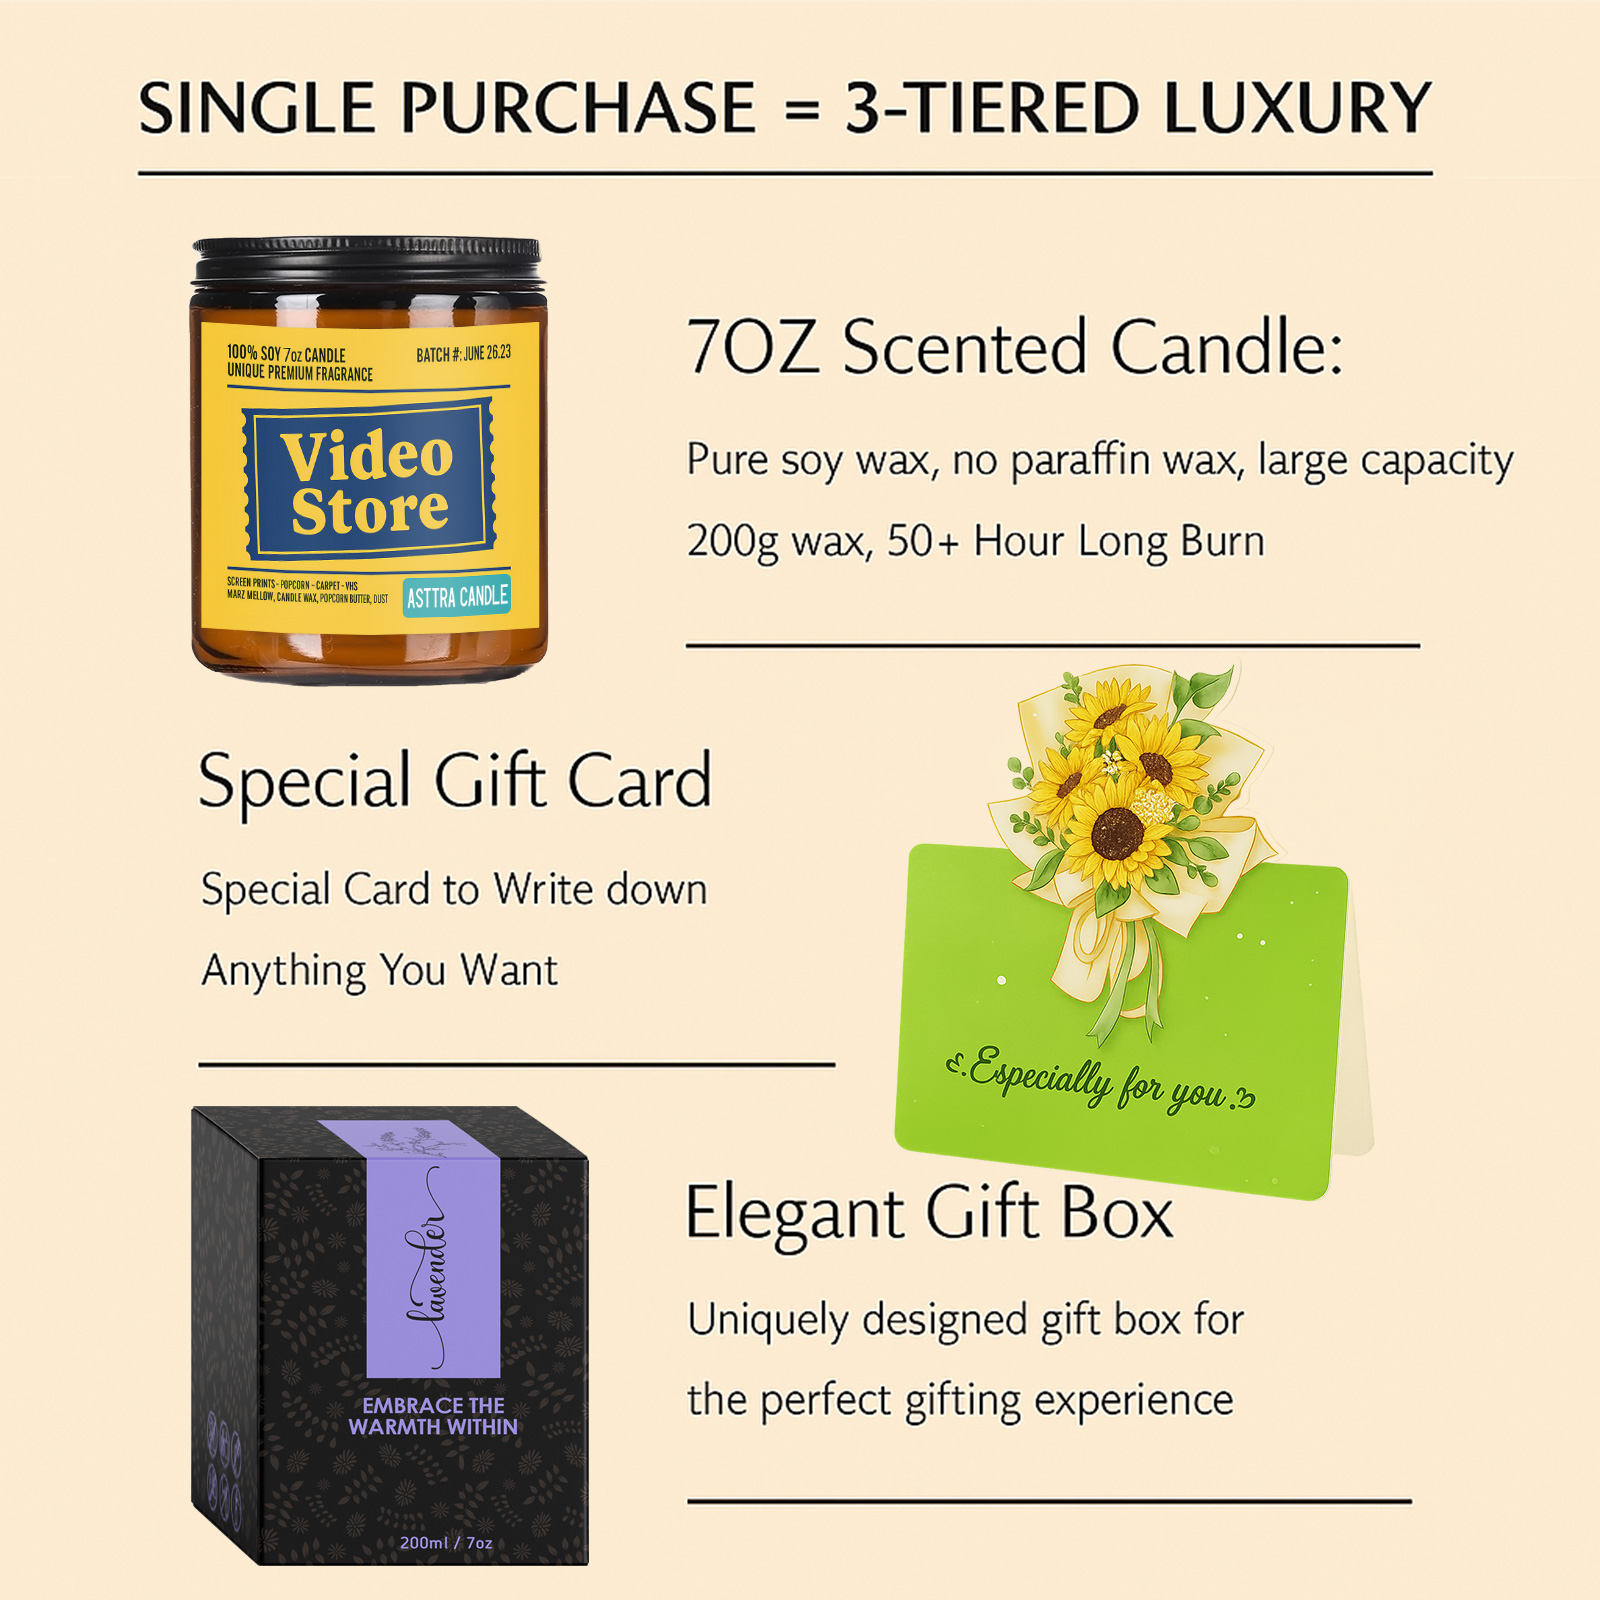 SINGLE PURCHASE = 3-TIERED LUXURY
100% SOY 7oz CANDLE
UNIQUE PREMIUM FRAGRANCE
BATCH #: JUNE 26.23
Video
Store
SCREEN PRINTS - POPCORN - CARPET - VHS
MARZ MELLOW, CANDLE WAX, POPCORN BUTTER, DUST
ASTTRA CANDLE
7OZ Scented Candle:
Pure soy wax, no paraffin wax, large capacity
200g wax, 50+ Hour Long Burn
Special Gift Card
Special Card to Write down
Anything You Want
Especially for you
lavender
EMBRACE THE
WARMTH WITHIN
200ml / 7oz
Elegant Gift Box
Uniquely designed gift box for
the perfect gifting experience